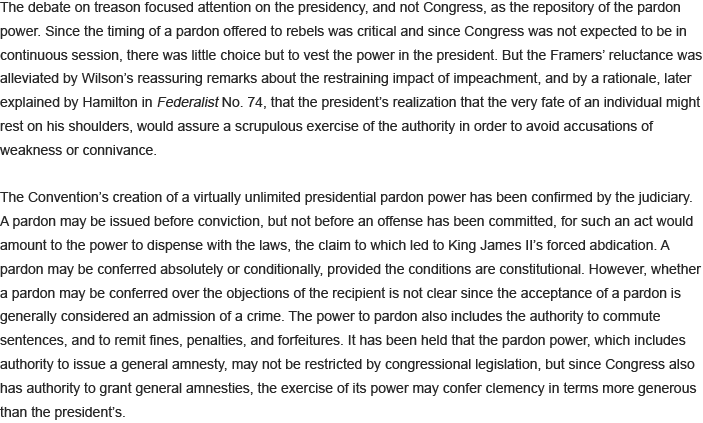 The debate on treason focused attention on the presidency, and not Congress, as the repository of the pardon
power. Since the timing of a pardon offered to rebels was critical and since Congress was not expected to be in
continuous session, there was little choice but to vest the power in the president. But the Framers’ reluctance was
alleviated by Wilson’s reassuring remarks about the restraining impact of impeachment, and by a rationale, later
explained by Hamilton in Federalist No. 74, that the president’s realization that the very fate of an individual might
rest on his shoulders, would assure a scrupulous exercise of the authority in order to avoid accusations of
weakness or connivance.
The Convention’s creation of a virtually unlimited presidential pardon power has been confirmed by the judiciary.
A pardon may be issued before conviction, but not before an offense has been committed, for such an act would
amount to the power to dispense with the laws, the claim to which led to King James II’s forced abdication. A
pardon may be conferred absolutely or conditionally, provided the conditions are constitutional. However, whether
a pardon may be conferred over the objections of the recipient is not clear since the acceptance of a pardon is
generally considered an admission of a crime. The power to pardon also includes the authority to commute
sentences, and to remit fines, penalties, and forfeitures. It has been held that the pardon power, which includes
authority to issue a general amnesty, may not be restricted by congressional legislation, but since Congress also
has authority to grant general amnesties, the exercise of its power may confer clemency in terms more generous
than the president’s.